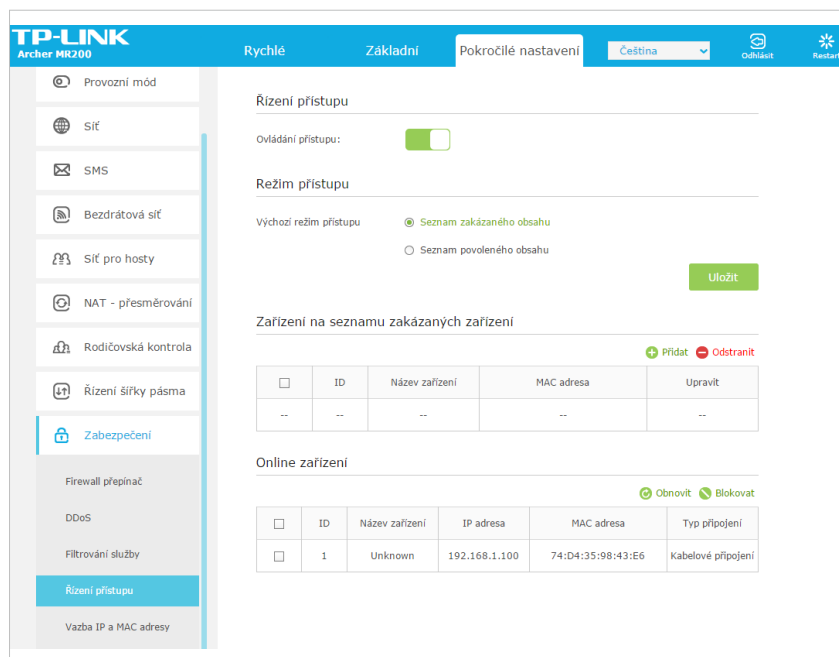 TP-LINK
Archer MR200
Rychlé
Základní
Pokročilé nastavení
Čeština
Odhlásit
Restart
Provozní mód
Síť
SMS
Bezdrátová síť
Síť pro hosty
NAT - přesměrování
Rodičovská kontrola
Řízení šířky pásma
Zabezpečení
Firewall přepínač
DDoS
Filtrování služby
Řízení přístupu
Vazba IP a MAC adresy
Řízení přístupu
Ovládání přístupu:
Režim přístupu
Výchozí režim přístupu
Seznam zakázaného obsahu
Seznam povoleného obsahu
Uložit
Zařízení na seznamu zakázaných zařízení
Přidat Odstranit
ID Název zařízení MAC adresa Upravit
-- -- -- -- --
Online zařízení
Obnovit Blokovat
ID Název zařízení IP adresa MAC adresa Typ připojení
1 Unknown 192.168.1.100 74:D4:35:98:43:E6 Kabelové připojení